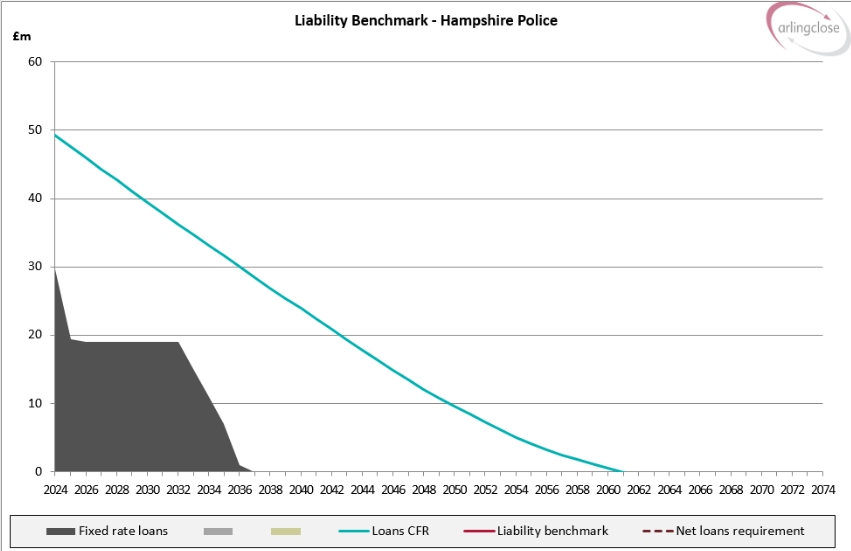 Liability Benchmark - Hampshire Police
arlingclose
£m
60
50
40
30
20
10
0
2024 2026 2028 2030 2032 2034 2036 2038 2040 2042 2044 2046 2048 2050 2052 2054 2056 2058 2060 2062 2064 2066 2068 2070 2072 2074
Fixed rate loans Loans CFR Liability benchmark Net loans requirement